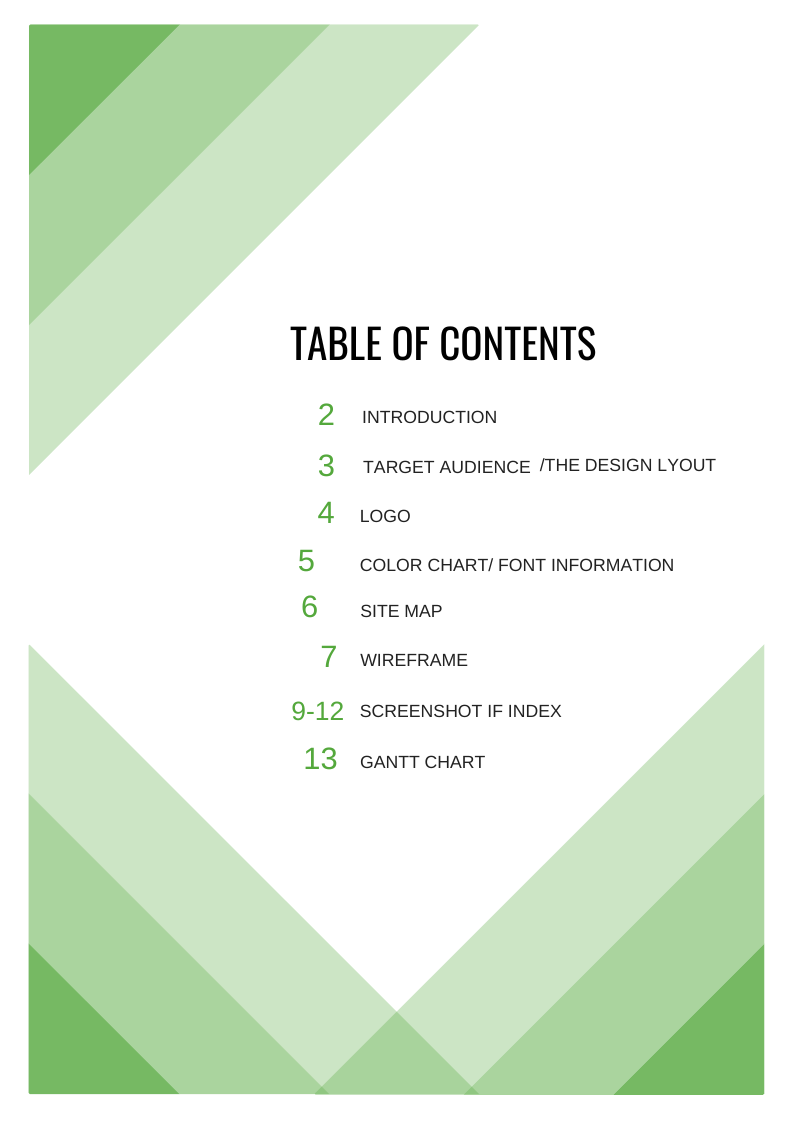 TABLE OF CONTENTS
2 INTRODUCTION
3 TARGET AUDIENCE /THE DESIGN LYOUT
4 LOGO
5 COLOR CHART/ FONT INFORMATION
6 SITE MAP
7 WIREFRAME
9-12 SCREENSHOT IF INDEX
13 GANTT CHART